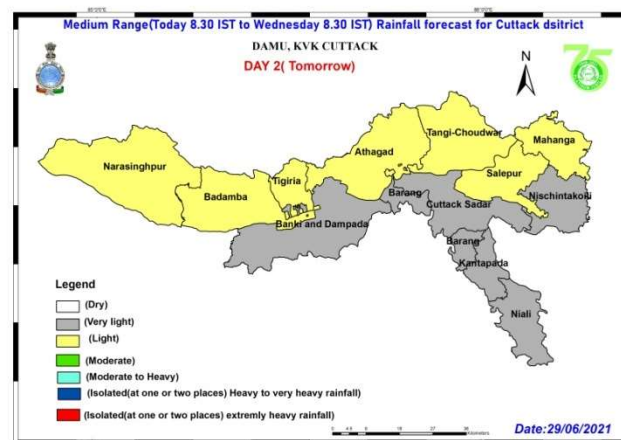 Medium Range(Today 8.30 IST to Wednesday 8.30 IST) Rainfall forecast for Cuttack dsitrict
DAMU, KVK CUTTACK
DAY 2( Tomorrow)
N
75
Narasinghpur
Badamba
Tigiria
Athagad
Tangi-Choudwar
Mahanga
Salepur
Nischintakoili
Barang
Cuttack Sadar
Banki and Dampada
Barang
Kantapada
Niali
Legend
(Dry)
(Very light)
(Light)
(Moderate)
(Moderate to Heavy)
(Isolated(at one or two places) Heavy to very heavy rainfall)
(Isolated(at one or two places) extremly heavy rainfall)
Date:29/06/2021